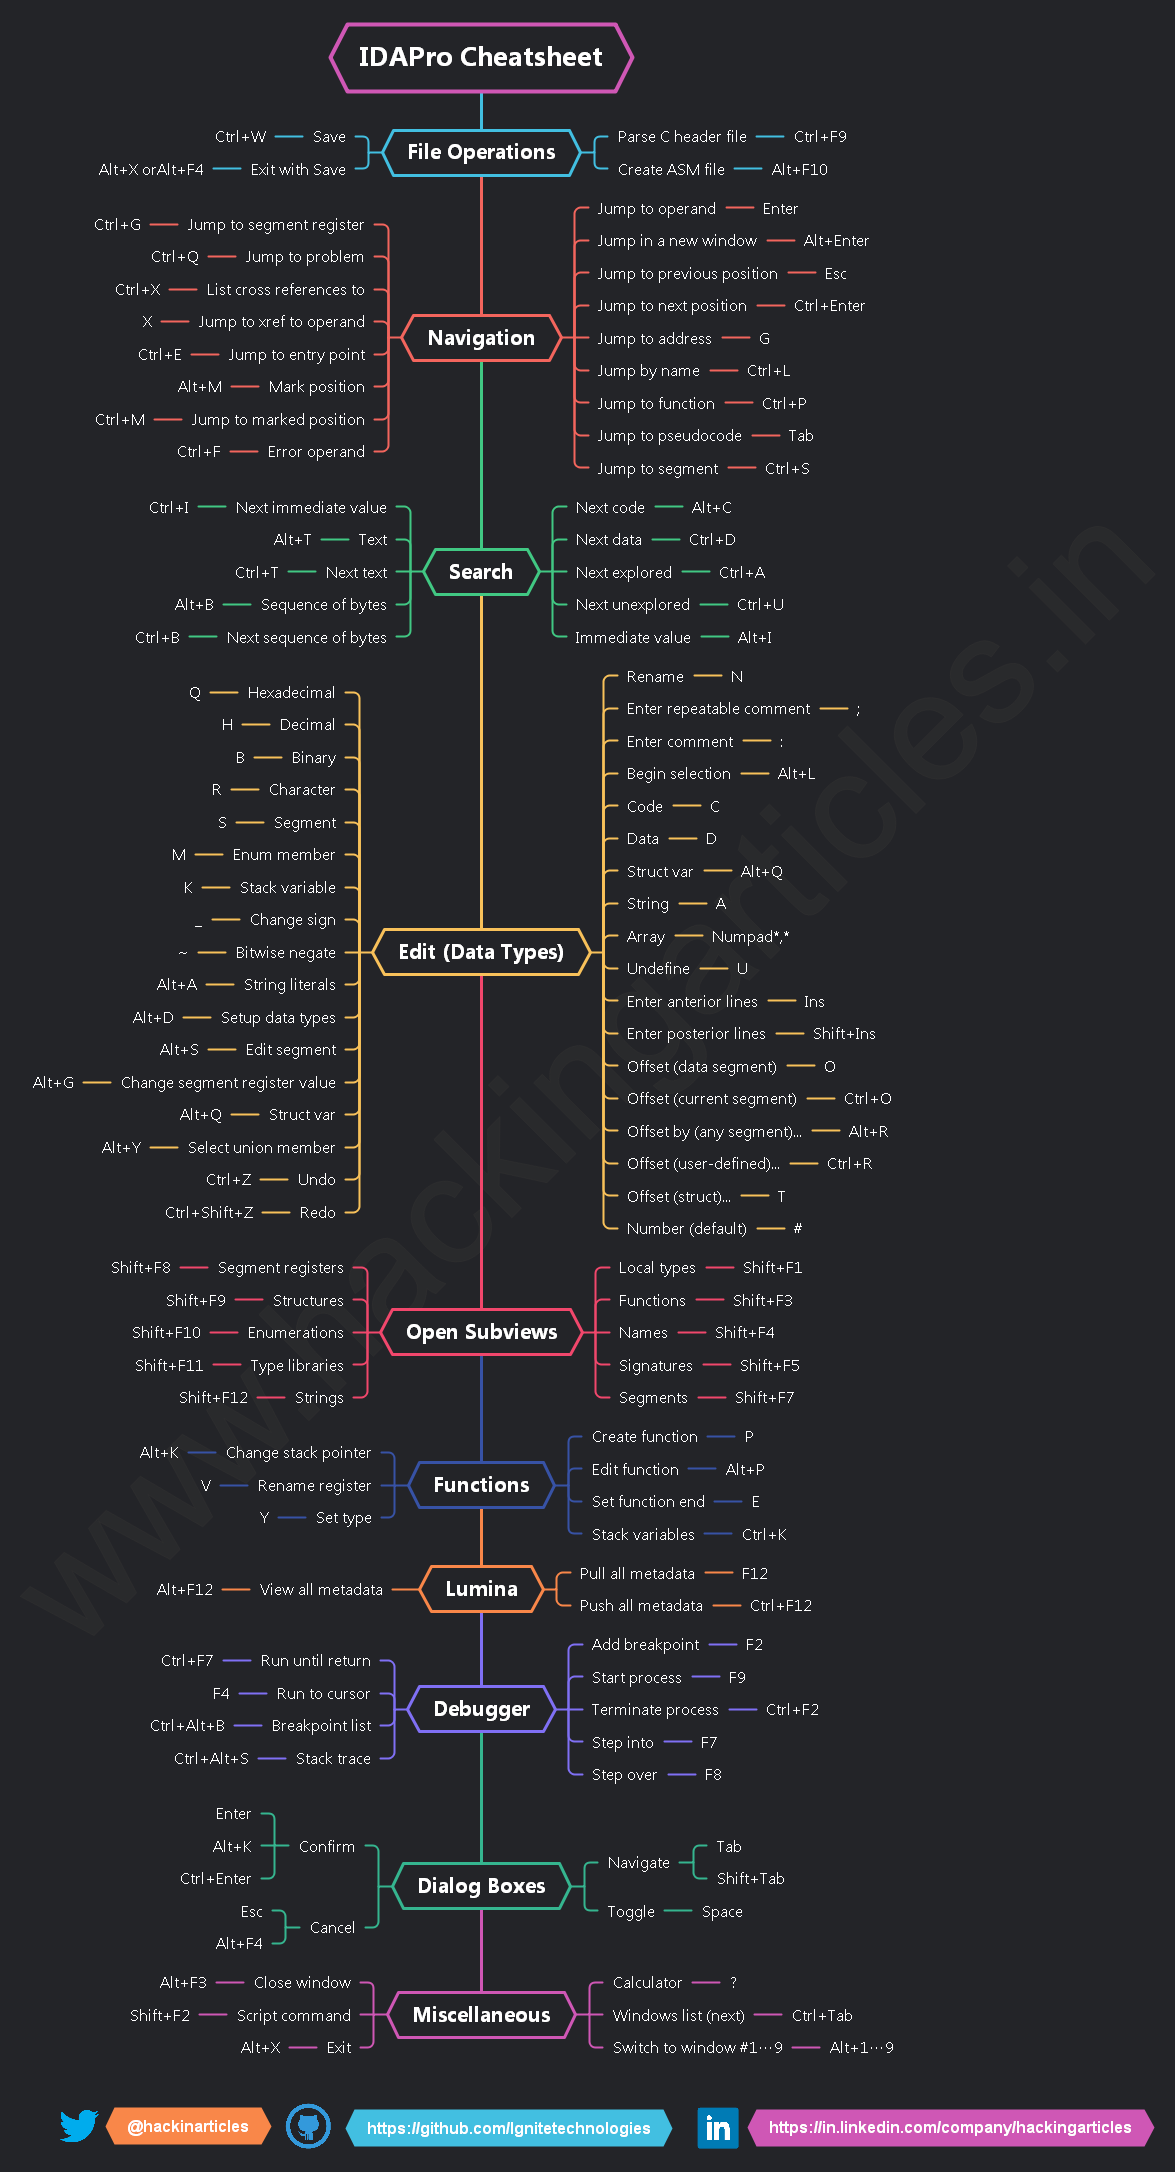 IDAPro Cheatsheet
File Operations
Ctrl+W Save
Alt+X orAlt+F4 Exit with Save
Parse C header file Ctrl+F9
Create ASM file Alt+F10
Navigation
Ctrl+G Jump to segment register
Ctrl+Q Jump to problem
Ctrl+X List cross references to
X Jump to xref to operand
Ctrl+E Jump to entry point
Alt+M Mark position
Ctrl+M Jump to marked position
Ctrl+F Error operand
Jump to operand Enter
Jump in a new window Alt+Enter
Jump to previous position Esc
Jump to next position Ctrl+Enter
Jump to address G
Jump by name Ctrl+L
Jump to function Ctrl+P
Jump to pseudocode Tab
Jump to segment Ctrl+S
Search
Ctrl+I Next immediate value
Alt+T Text
Ctrl+T Next text
Alt+B Sequence of bytes
Ctrl+B Next sequence of bytes
Next code Alt+C
Next data Ctrl+D
Next explored Ctrl+A
Next unexplored Ctrl+U
Immediate value Alt+I
Edit (Data Types)
Q Hexadecimal
H Decimal
B Binary
R Character
S Segment
M Enum member
K Stack variable
_ Change sign
~ Bitwise negate
Alt+A String literals
Alt+D Setup data types
Alt+S Edit segment
Alt+G Change segment register value
Alt+Q Struct var
Alt+Y Select union member
Ctrl+Z Undo
Ctrl+Shift+Z Redo
Rename N
Enter repeatable comment ;
Enter comment :
Begin selection Alt+L
Code C
Data D
Struct var Alt+Q
String A
Array Numpad*,*
Undefine U
Enter anterior lines Ins
Enter posterior lines Shift+Ins
Offset (data segment) O
Offset (current segment) Ctrl+O
Offset by (any segment)... Alt+R
Offset (user-defined)... Ctrl+R
Offset (struct)... T
Number (default) #
Open Subviews
Shift+F8 Segment registers
Shift+F9 Structures
Shift+F10 Enumerations
Shift+F11 Type libraries
Shift+F12 Strings
Local types Shift+F1
Functions Shift+F3
Names Shift+F4
Signatures Shift+F5
Segments Shift+F7
Functions
Alt+K Change stack pointer
V Rename register
Y Set type
Create function P
Edit function Alt+P
Set function end E
Stack variables Ctrl+K
Lumina
Alt+F12 View all metadata
Pull all metadata F12
Push all metadata Ctrl+F12
Debugger
Ctrl+F7 Run until return
F4 Run to cursor
Ctrl+Alt+B Breakpoint list
Ctrl+Alt+S Stack trace
Add breakpoint F2
Start process F9
Terminate process Ctrl+F2
Step into F7
Step over F8
Dialog Boxes
Enter
Alt+K Confirm
Ctrl+Enter
Esc
Cancel
Alt+F4
Navigate Tab
Shift+Tab
Toggle Space
Miscellaneous
Alt+F3 Close window
Shift+F2 Script command
Alt+X Exit
Calculator ?
Windows list (next) Ctrl+Tab
Switch to window #1…9 Alt+1…9
www.hackingarticles.in
@hackinarticles
https://github.com/Ignitetechnologies
in
https://in.linkedin.com/company/hackingarticles